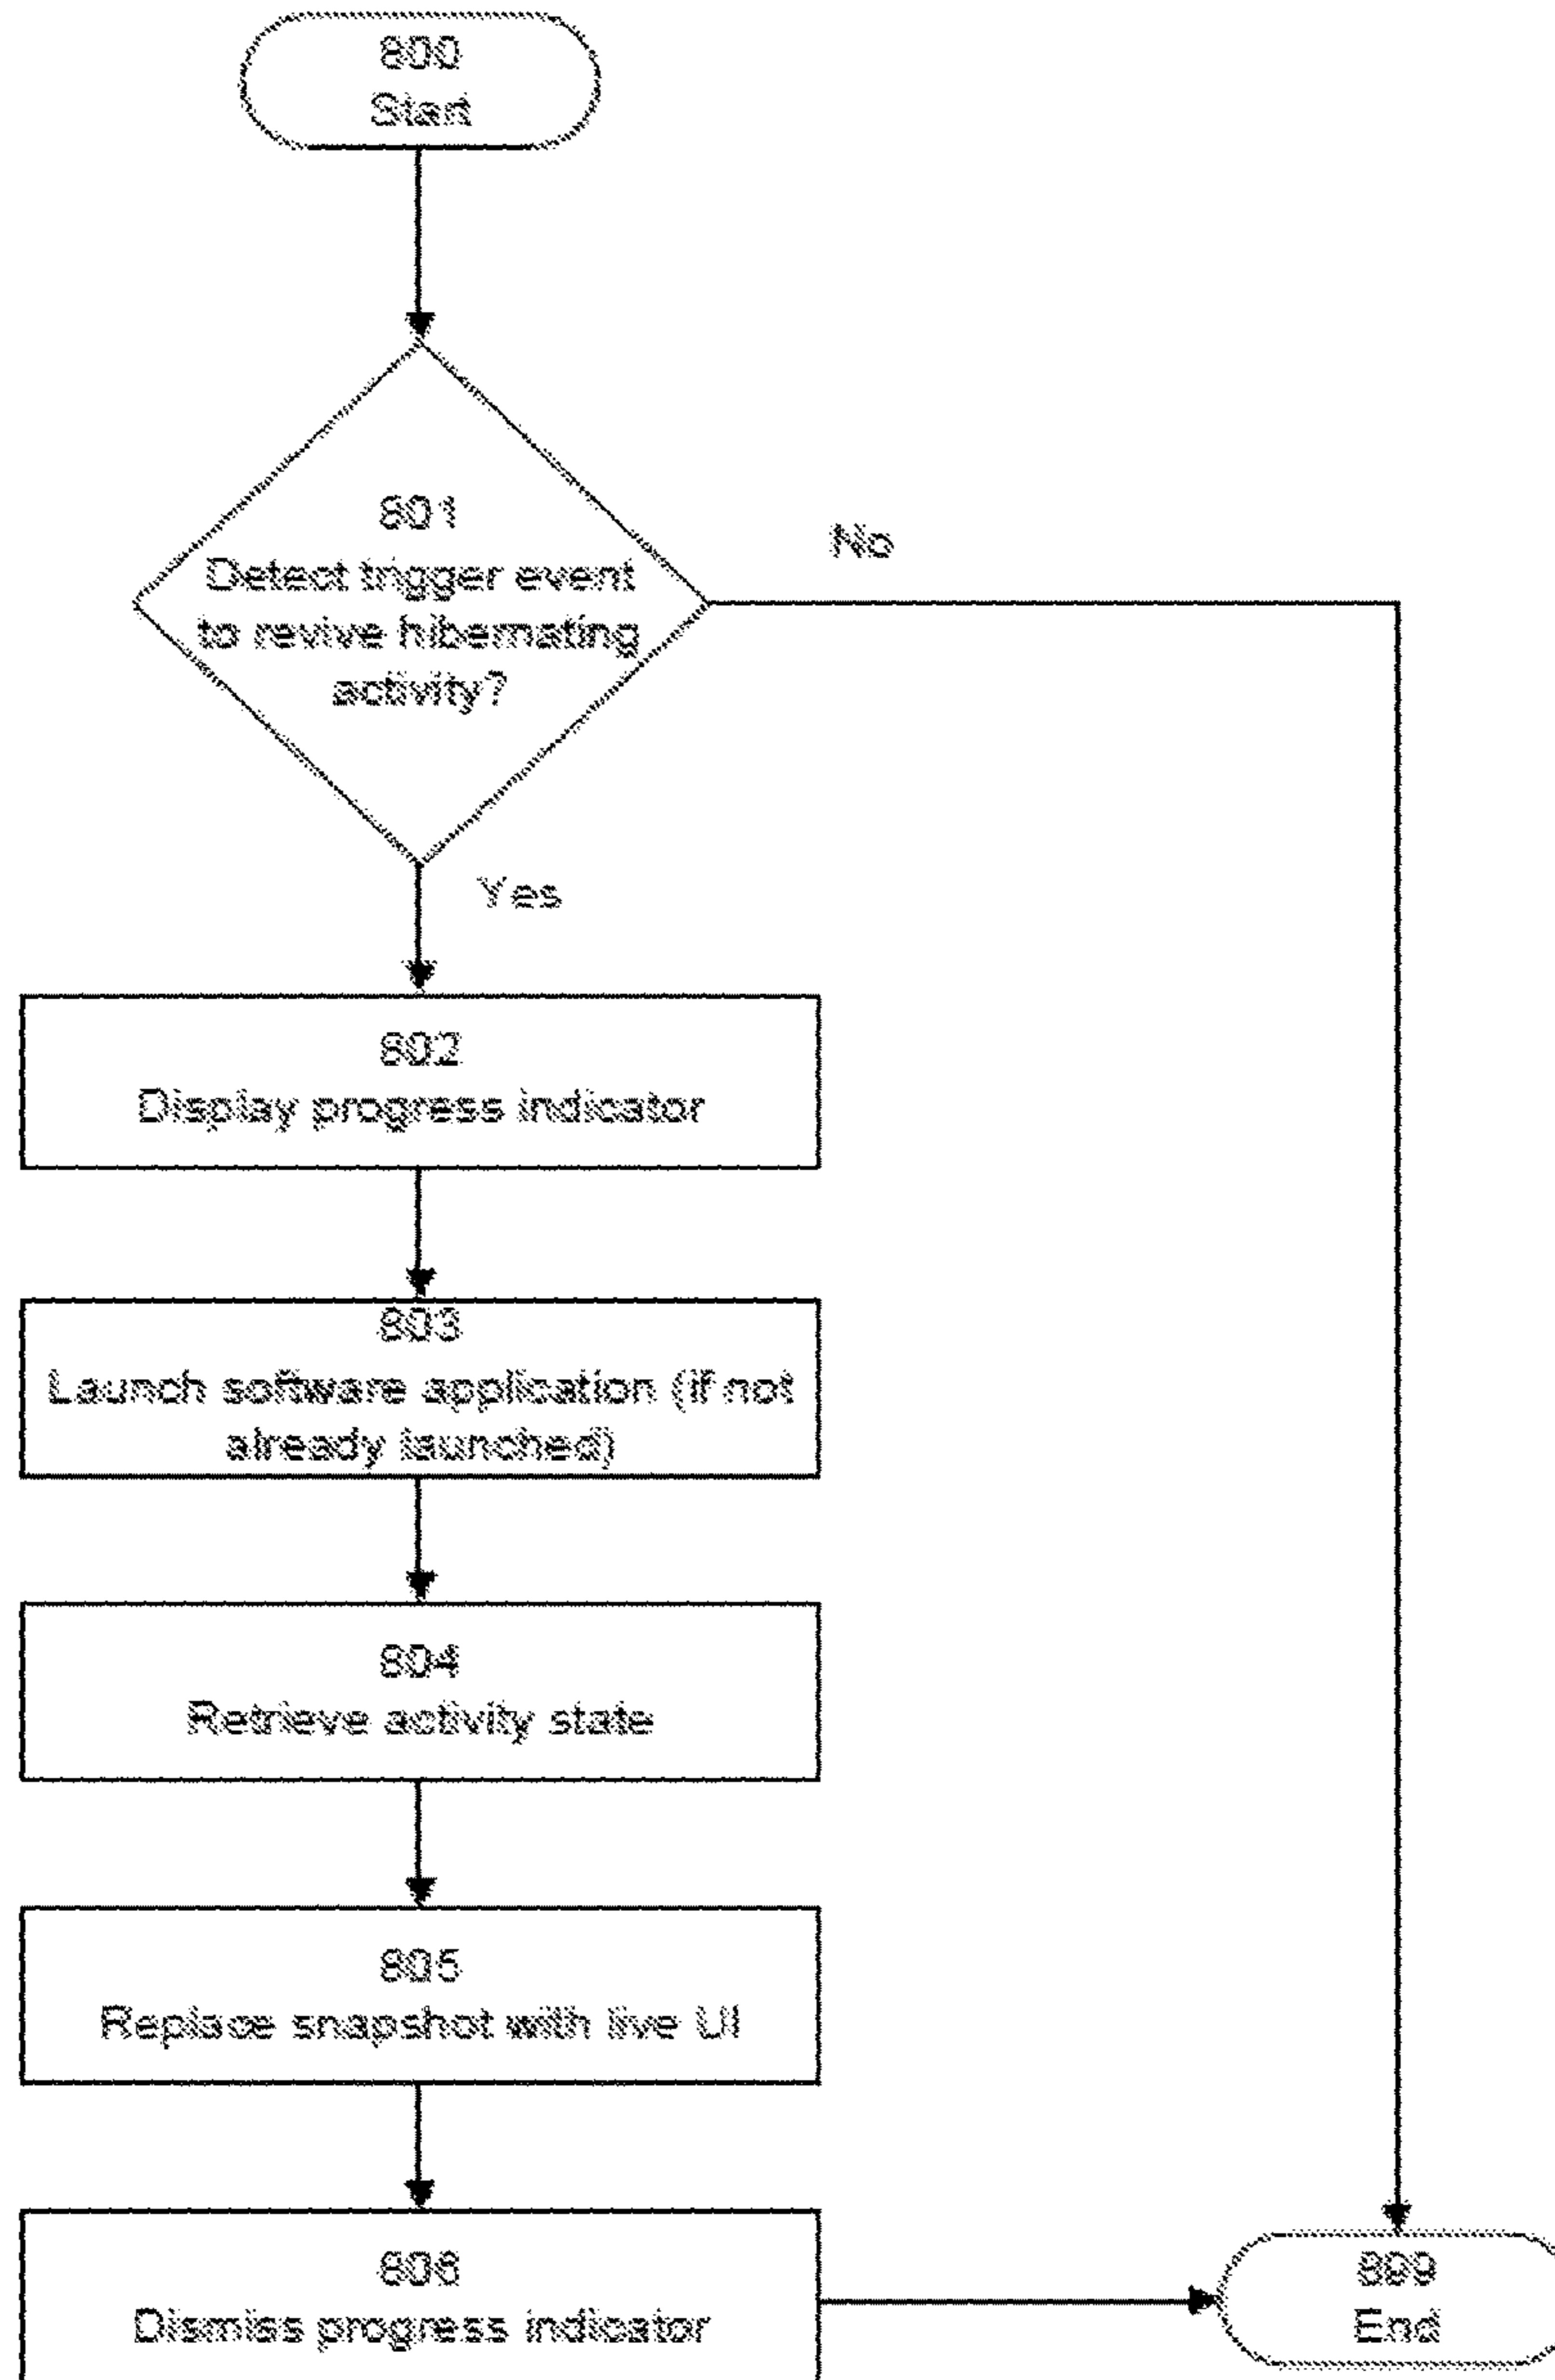 800
Start
801
Detect trigger event
to revive hibernating
activity?
No
Yes
802
Display progress indicator
803
Launch software application (if not
already launched)
804
Retrieve activity state
805
Replace snapshot with live UI
806
Dismiss progress indicator
899
End